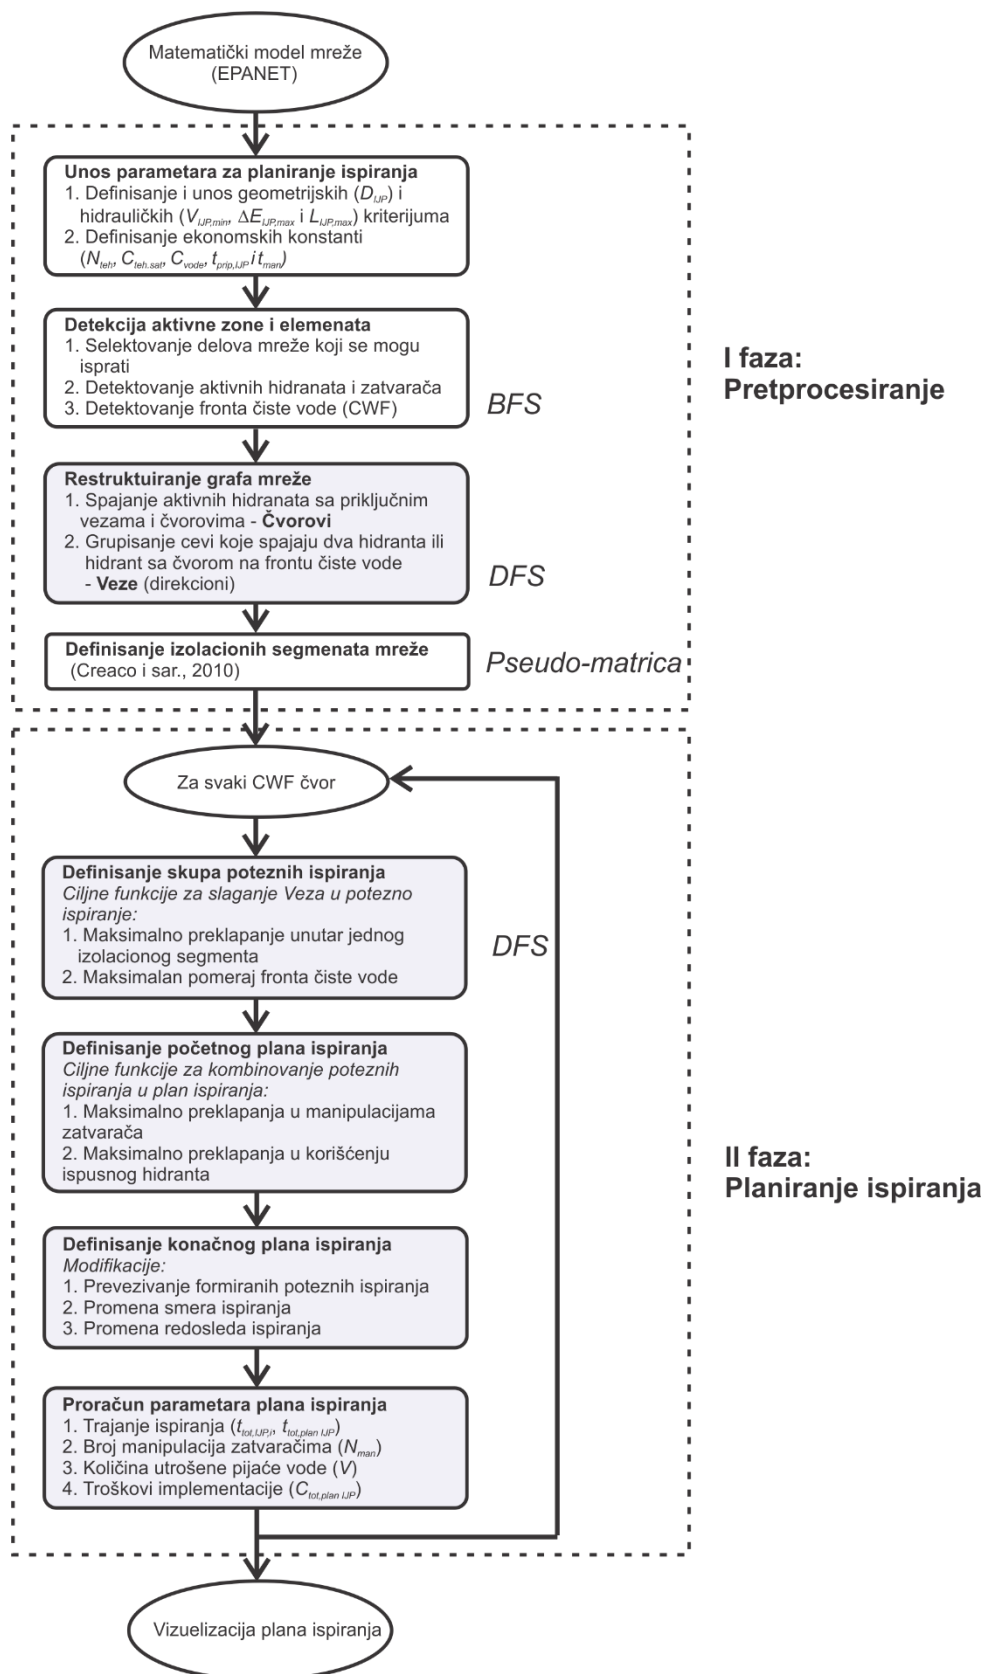 Matematički model mreže
(EPANET)
Unos parametara za planiranje ispiranja
1. Definisanje i unos geometrijskih (D_IJP) i
hidrauličkih (V_IJP,min, ΔE_IJP,max i L_IJP,max) kriterijuma
2. Definisanje ekonomskih konstanti
(N_teh, C_teh.sat, C_vode, t_prip,IJP i t_man)
Detekcija aktivne zone i elemenata
1. Selektovanje delova mreže koji se mogu
isprati
2. Detektovanje aktivnih hidranata i zatvarača
3. Detektovanje fronta čiste vode (CWF)
BFS
Restruktuiranje grafa mreže
1. Spajanje aktivnih hidranata sa priključnim
vezama i čvorovima - Čvorovi
2. Grupisanje cevi koje spajaju dva hidranta ili
hidrant sa čvorom na frontu čiste vode
- Veze (direkcioni)
DFS
Definisanje izolacionih segmenata mreže
(Creaco i sar., 2010)
Pseudo-matrica
I faza:
Pretprocesiranje
Za svaki CWF čvor
Definisanje skupa poteznih ispiranja
Ciljne funkcije za slaganje Veza u potezno
ispiranje:
1. Maksimalno preklapanje unutar jednog
izolacionog segmenta
2. Maksimalan pomeraj fronta čiste vode
DFS
Definisanje početnog plana ispiranja
Ciljne funkcije za kombinovanje poteznih
ispiranja u plan ispiranja:
1. Maksimalno preklapanja u manipulacijama
zatvarača
2. Maksimalno preklapanja u korišćenju
ispusnog hidranta
Definisanje konačnog plana ispiranja
Modifikacije:
1. Prevezivanje formiranih poteznih ispiranja
2. Promena smera ispiranja
3. Promena redosleda ispiranja
Proračun parametara plana ispiranja
1. Trajanje ispiranja (t_tot,IJP,i, t_tot,plan IJP)
2. Broj manipulacija zatvaračima (N_man)
3. Količina utrošene pijaće vode (V)
4. Troškovi implementacije (C_tot,plan IJP)
II faza:
Planiranje ispiranja
Vizuelizacija plana ispiranja